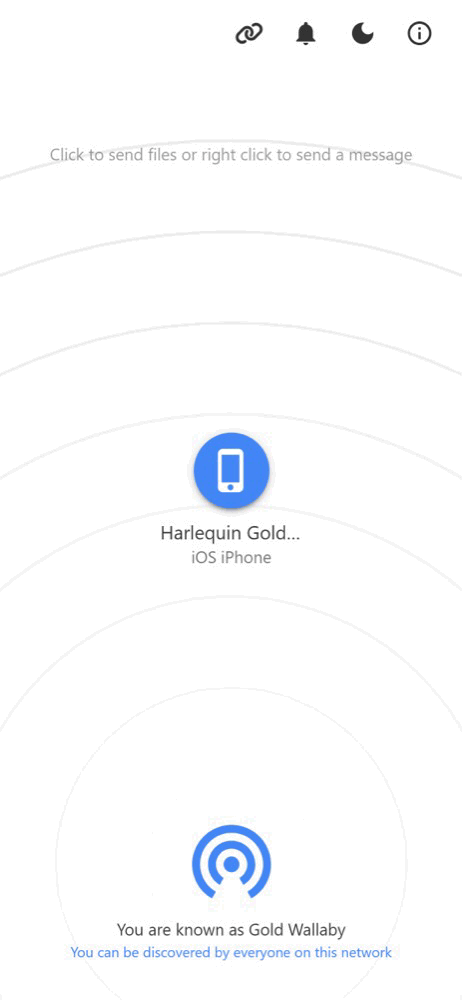 Click to send files or right click to send a message
Harlequin Gold...
iOS iPhone
You are known as Gold Wallaby
You can be discovered by everyone on this network